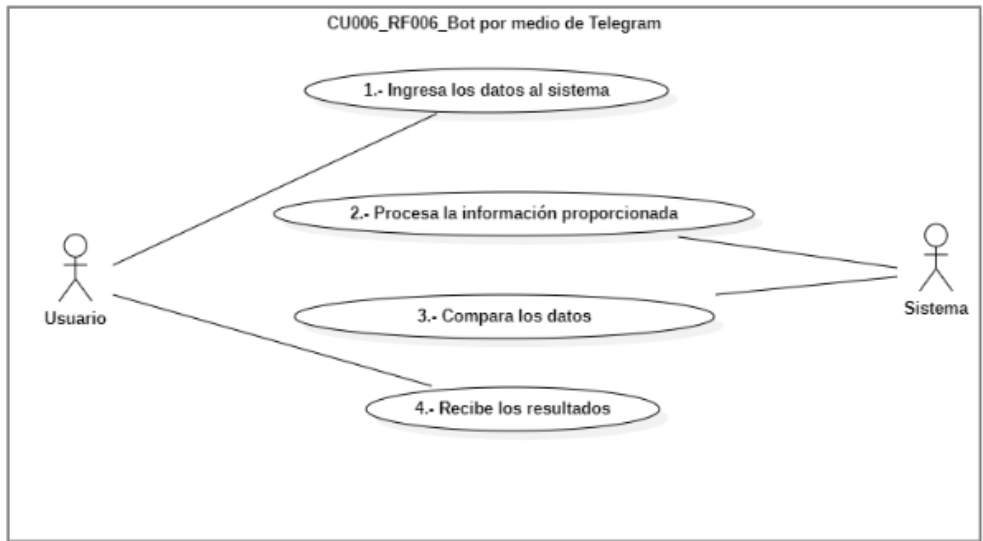 CU006_RF006_Bot por medio de Telegram
1.- Ingresa los datos al sistema
2.- Procesa la información proporcionada
Usuario
Sistema
3.- Compara los datos
4.- Recibe los resultados